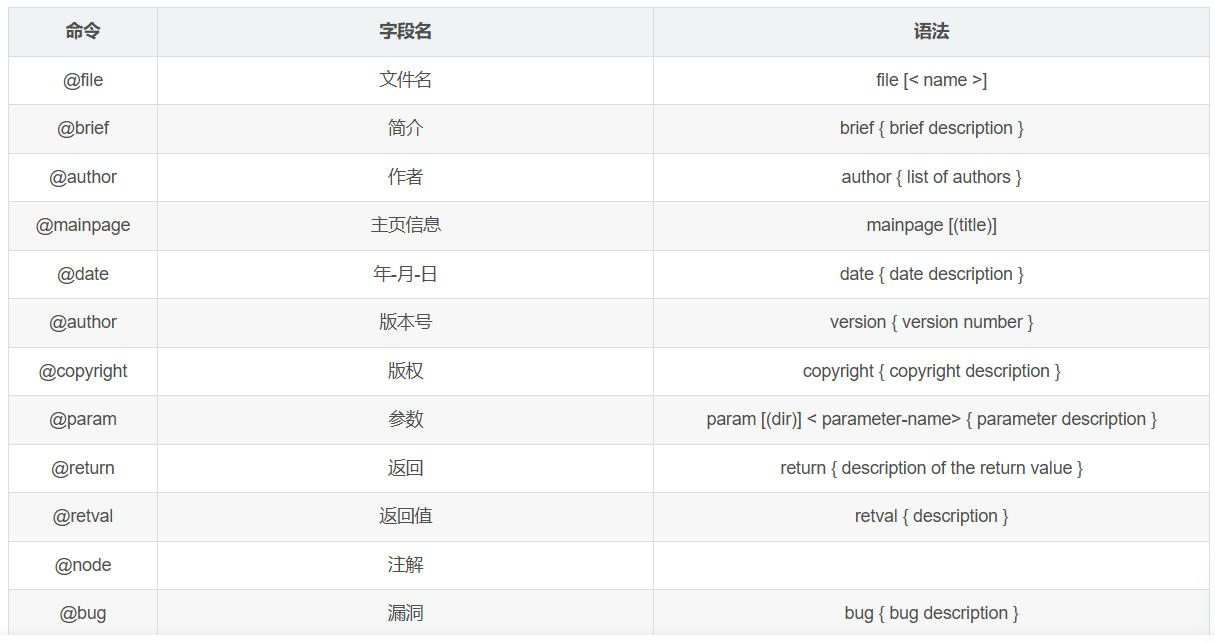 命令 字段名 语法
@file 文件名 file [< name >]
@brief 简介 brief { brief description }
@author 作者 author { list of authors }
@mainpage 主页信息 mainpage [(title)]
@date 年-月-日 date { date description }
@author 版本号 version { version number }
@copyright 版权 copyright { copyright description }
@param 参数 param [(dir)] < parameter-name> { parameter description }
@return 返回 return { description of the return value }
@retval 返回值 retval { description }
@node 注解
@bug 漏洞 bug { bug description }